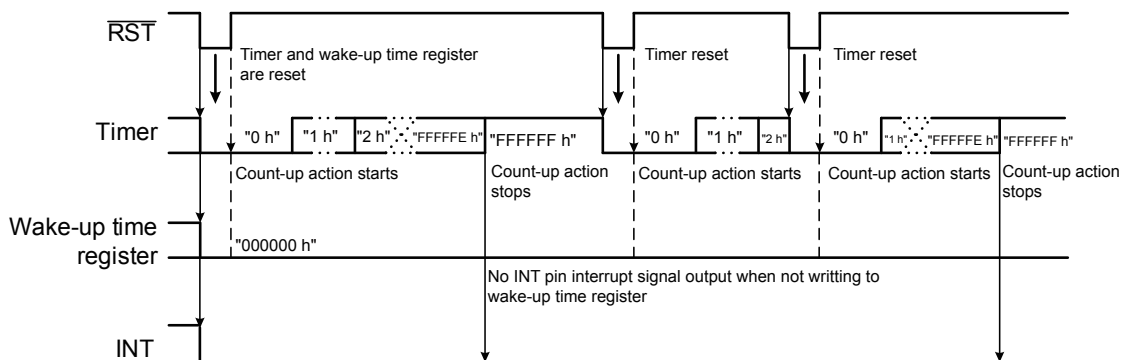 RST
Timer and wake-up time register
are reset
Timer reset
Timer reset
Timer
"0 h"
"1 h"
"2 h"
"FFFFFE h"
"FFFFFF h"
"0 h"
"1 h"
"2 h"
"0 h"
"1 h"
"FFFFFE h"
"FFFFFF h"
Count-up action starts
Count-up action
stops
Count-up action starts
Count-up action starts
Count-up action
stops
Wake-up time
register
"000000 h"
No INT pin interrupt signal output when not writting to
wake-up time register
INT